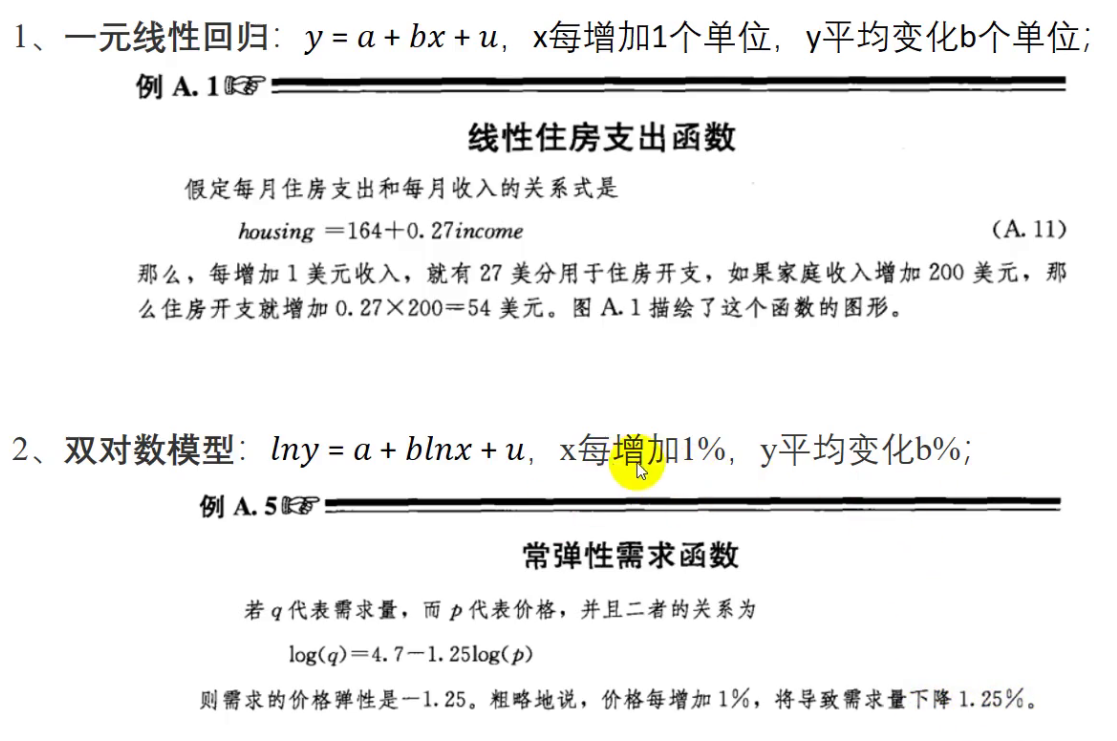 1、一元线性回归：y = a + bx + u，x每增加1个单位，y平均变化b个单位；
例 A. 1
线性住房支出函数
假定每月住房支出和每月收入的关系式是
housing =164+0. 27income (A. 11)
那么，每增加 1 美元收入，就有 27 美分用于住房开支，如果家庭收入增加 200 美元，那
么住房开支就增加 0. 27×200=54 美元。图 A. 1 描绘了这个函数的图形。
2、双对数模型：lny = a + blnx + u，x每增加1%，y平均变化b%；
例 A. 5
常弹性需求函数
若 q 代表需求量，而 p 代表价格，并且二者的关系为
log(q)=4. 7-1. 25log(p)
则需求的价格弹性是-1. 25。粗略地说，价格每增加 1%，将导致需求量下降 1. 25%。